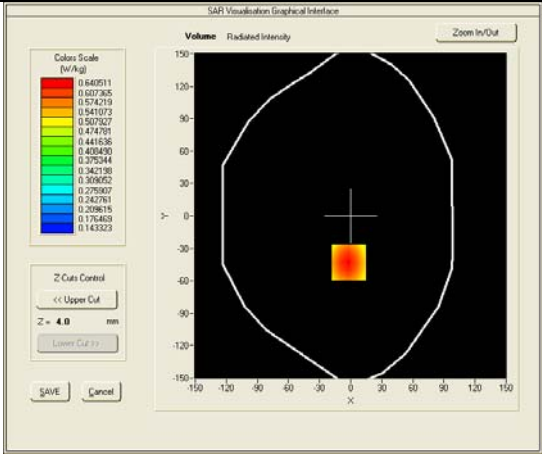 SAR Visualisation Graphical Interface
Volume Radiated Intensity
Zoom In/Out
Colors Scale
(W/kg)
0.640511
0.607365
0.574219
0.541073
0.507927
0.474781
0.441636
0.408490
0.375344
0.342198
0.309052
0.275907
0.242761
0.209615
0.176469
0.143323
Z-Cuts Control
<< Upper Cut
Z = 4.0 mm
Lower Cut >>
SAVE Cancel
150
120
90
60
30
0
-30
-60
-90
-120
-150
Y
-150 -120 -90 -60 -30 0 30 60 90 120 150
X